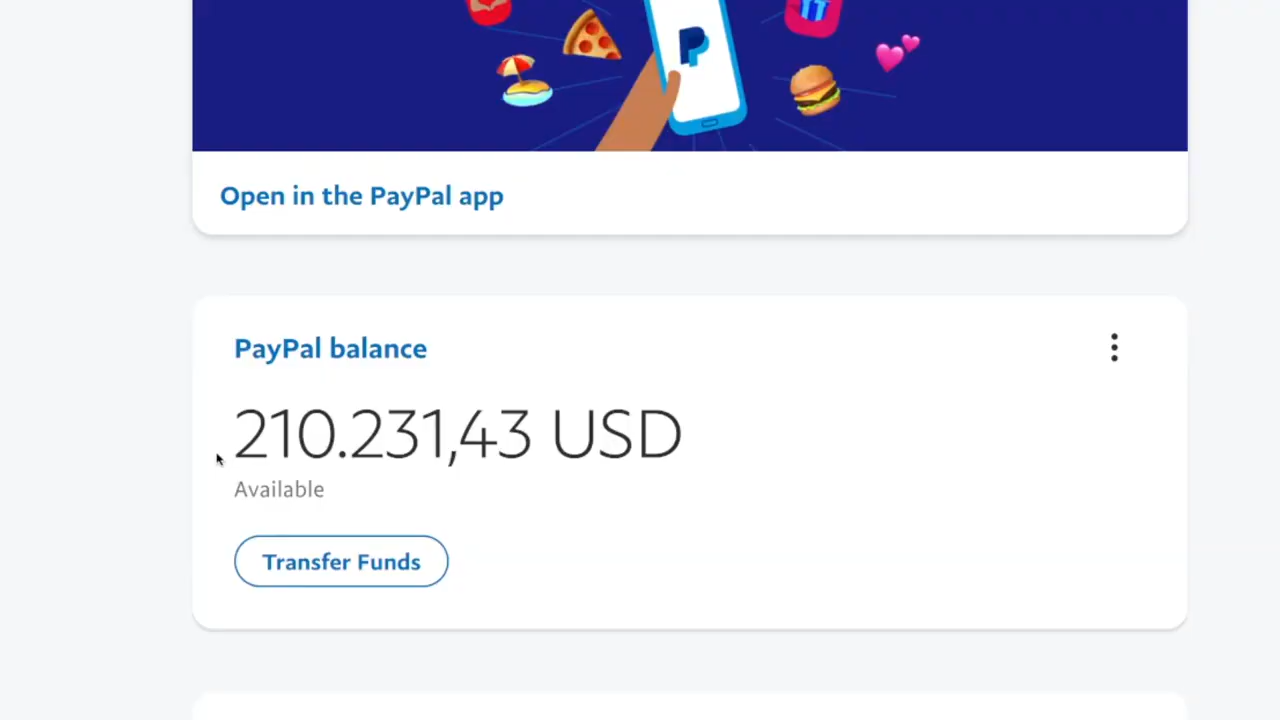 Open in the PayPal app
PayPal balance
210.231,43 USD
Available
Transfer Funds